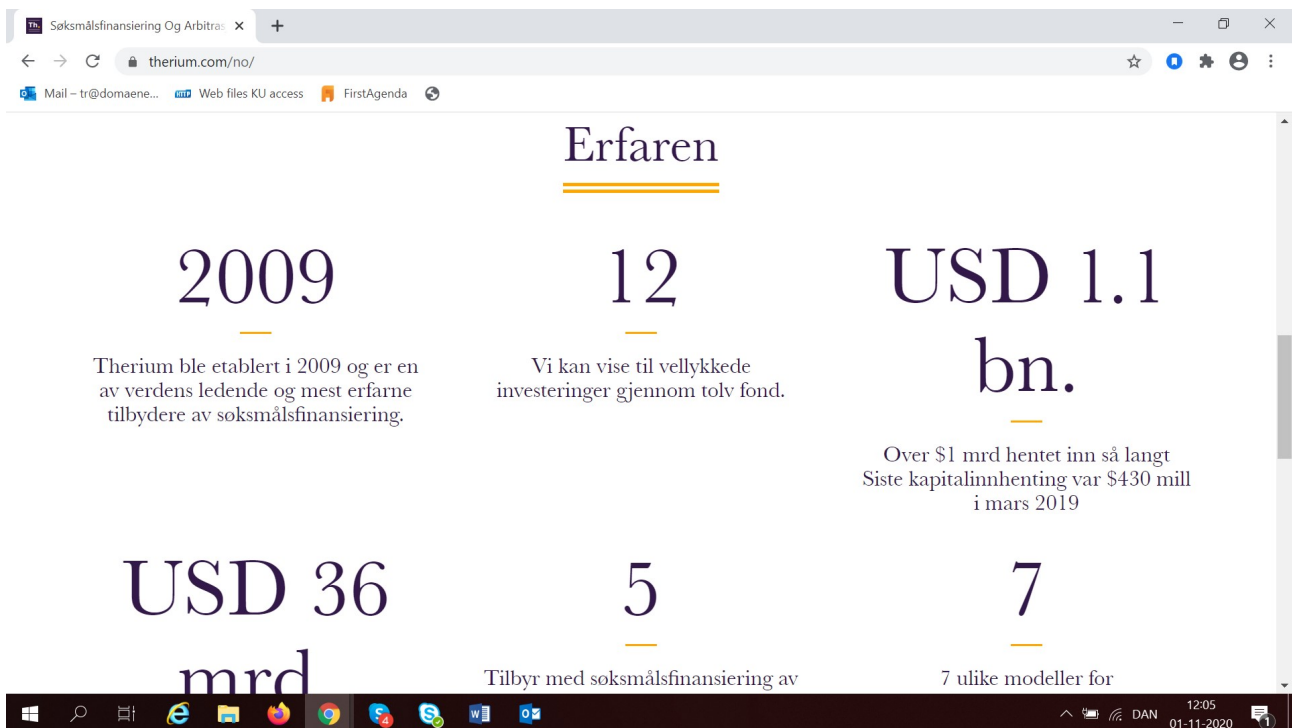 Th. Søksmålsfinansiering Og Arbitras
therium.com/no/
Mail – tr@domaene...
Web files KU access
FirstAgenda
Erfaren
2009
Therium ble etablert i 2009 og er en
av verdens ledende og mest erfarne
tilbydere av søksmålsfinansiering.
12
Vi kan vise til vellykkede
investeringer gjennom tolv fond.
USD 1.1
bn.
Over $1 mrd hentet inn så langt
Siste kapitalinnhenting var $430 mill
i mars 2019
USD 36
mrd
5
Tilbyr med søksmålsfinansiering av
7
7 ulike modeller for
DAN
12:05
01-11-2020